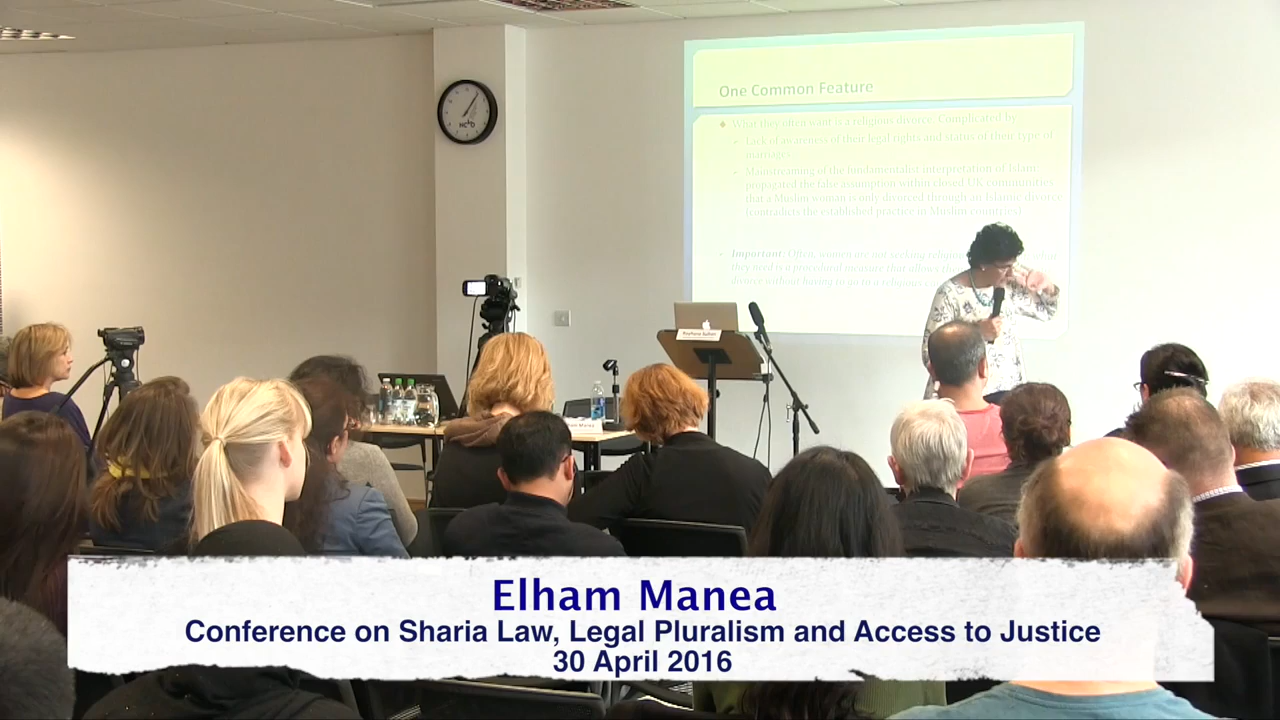 One Common Feature
What they often want is a religious divorce. Complicated by
Lack of awareness of their legal rights and status of their type of
marriages
Mainstreaming of the fundamentalist interpretation of Islam
propagated the false assumption within closed UK communities
that a Muslim woman is only divorced through an Islamic divorce
(contradicts the established practice in Muslim countries)
Important: Often, women are not seeking what
they need is a procedural measure that allows
divorce without having to go to a religious
Elham Manea
Conference on Sharia Law, Legal Pluralism and Access to Justice
30 April 2016